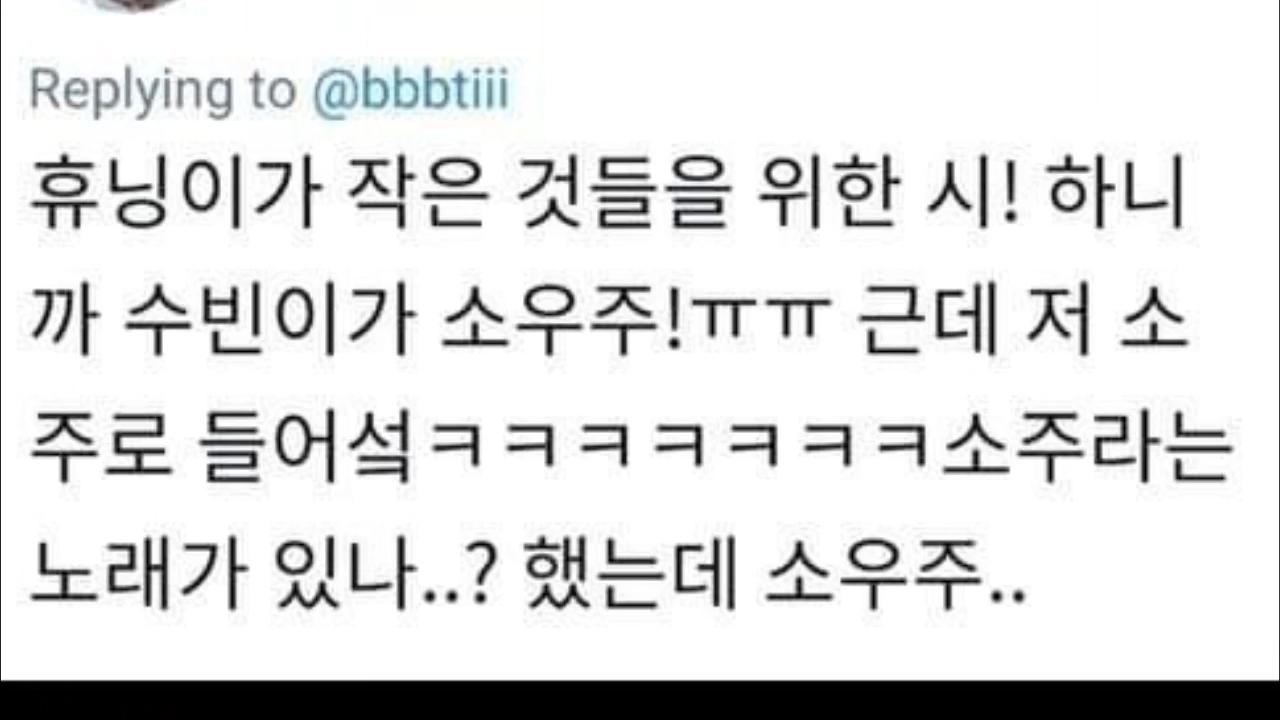 Replying to @bbbtiii
휴닝이가 작은 것들을 위한 시! 하니
까 수빈이가 소우주!ㅠㅠ 근데 저 소
주로 들어섴ㅋㅋㅋㅋㅋㅋㅋ소주라는
노래가 있나..? 했는데 소우주..